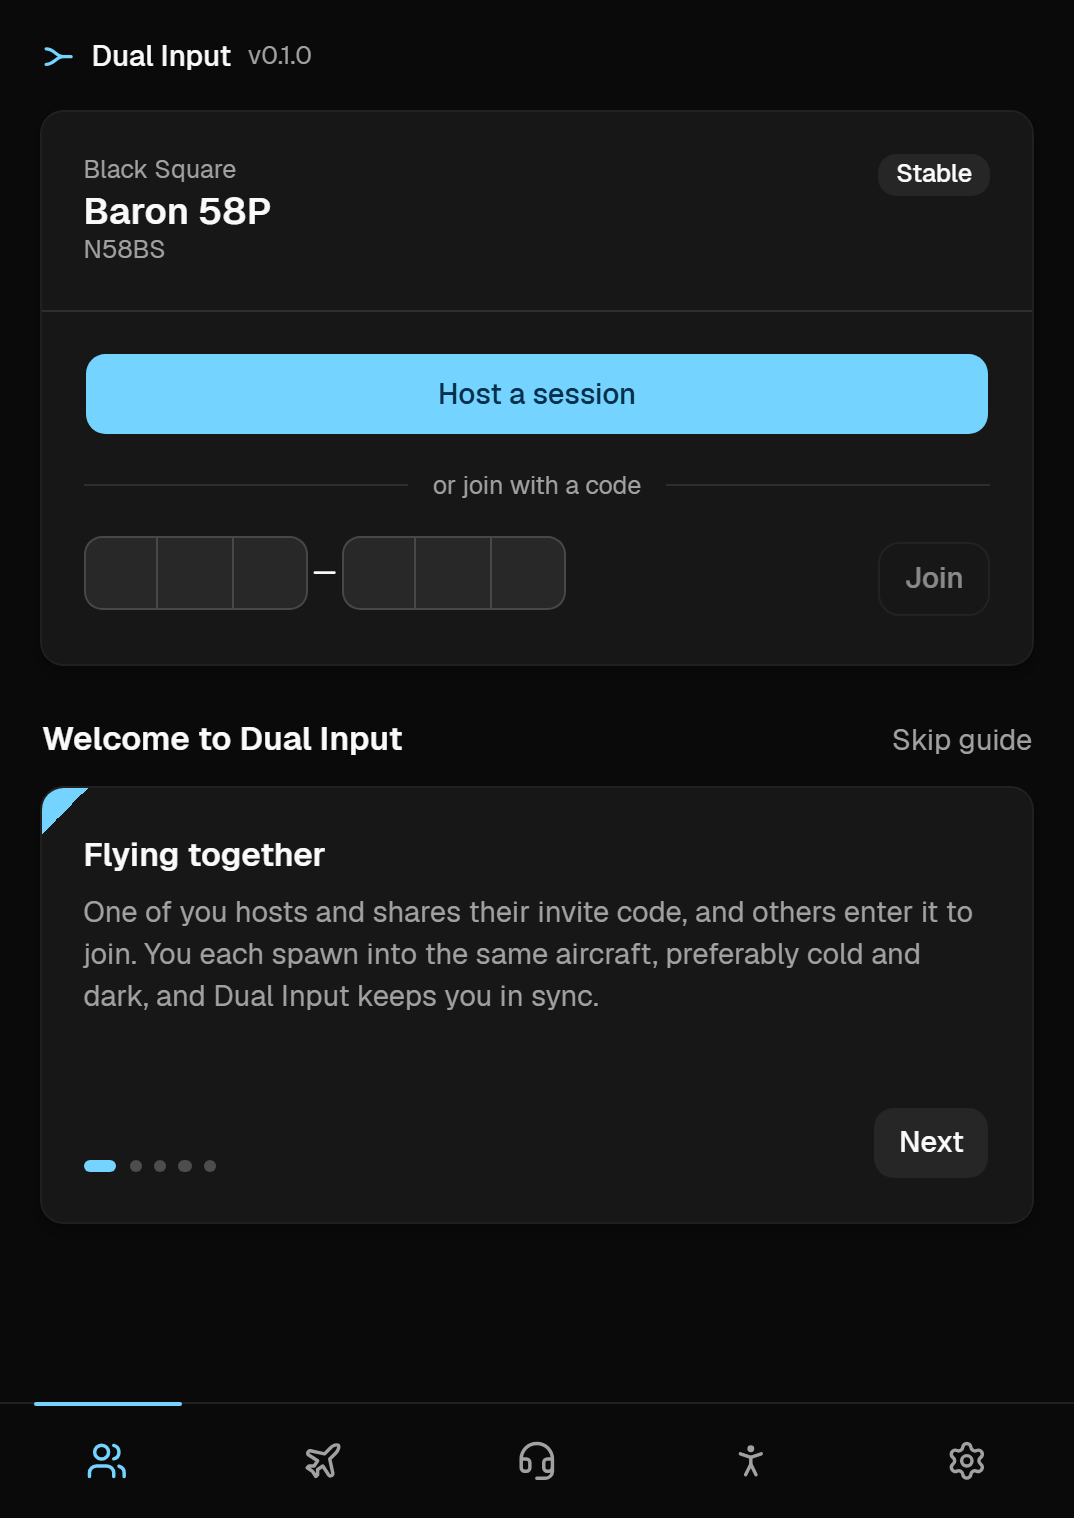 Dual Input v0.1.0
Black Square
Stable
Baron 58P
N58BS
Host a session
or join with a code
—
Join
Welcome to Dual Input
Skip guide
Flying together
One of you hosts and shares their invite code, and others enter it to
join. You each spawn into the same aircraft, preferably cold and
dark, and Dual Input keeps you in sync.
Next